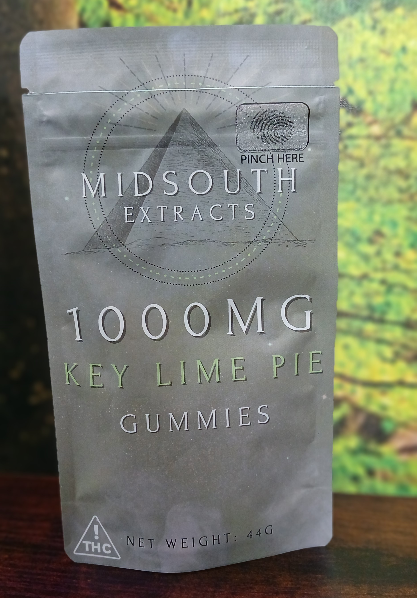 PINCH HERE
MIDSOUTH
EXTRACTS
1000MG
KEY LIME PIE
GUMMIES
!
THC
NET WEIGHT: 44G